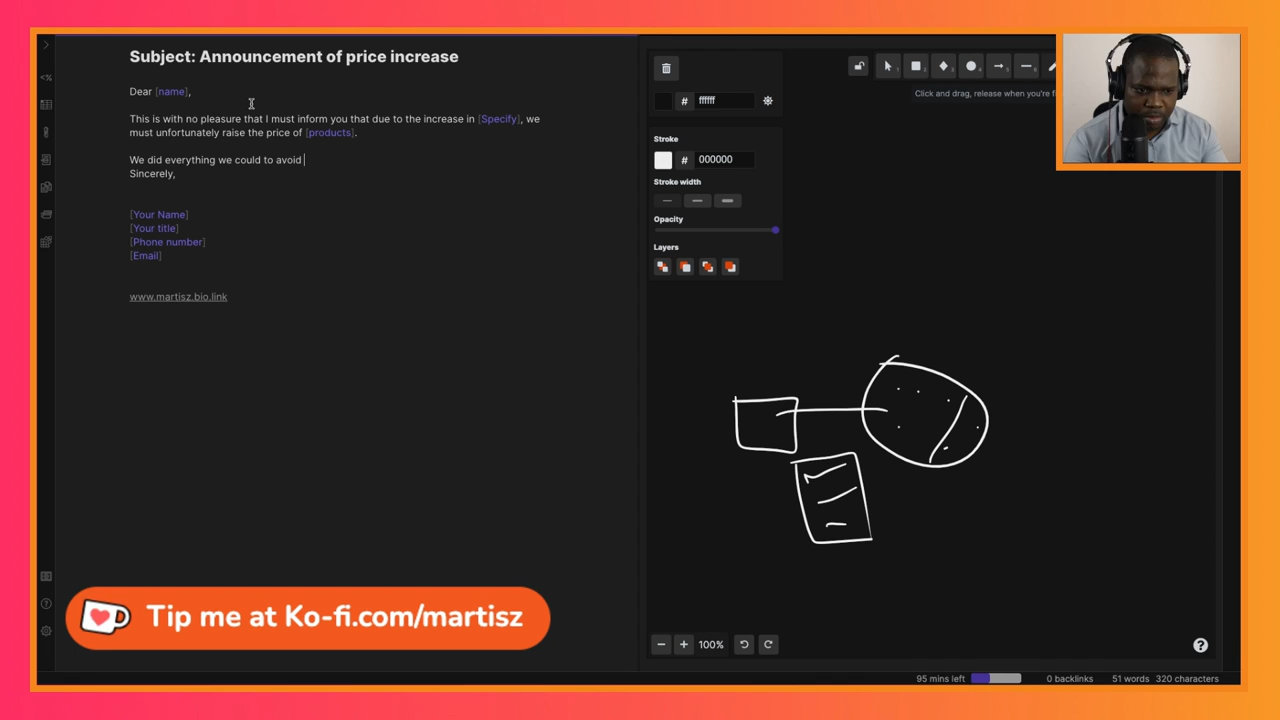 Subject: Announcement of price increase
Dear [name],
This is with no pleasure that I must inform you that due to the increase in [Specify], we
must unfortunately raise the price of [products].
We did everything we could to avoid
Sincerely,
[Your Name]
[Your title]
[Phone number]
[Email]
www.martisz.bio.link
Tip me at Ko-fi.com/martisz
Click and drag, release when you're fi
# ffffff
Stroke
# 000000
Stroke width
Opacity
Layers
100%
95 mins left
0 backlinks
51 words
320 characters